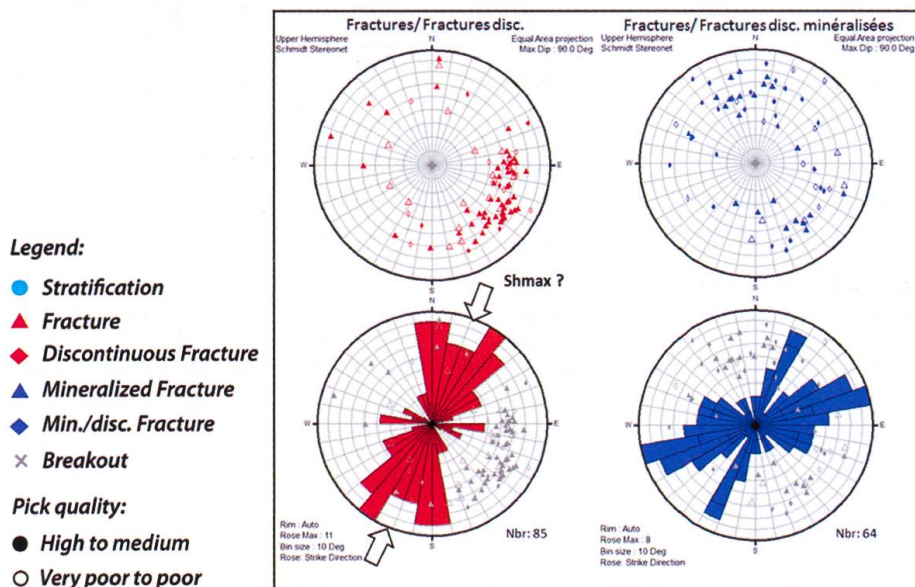 Fractures/ Fractures disc.
Upper Hemisphere
Schmidt Stereonet
N
Equal Area projection
Max Dip : 90.0 Deg
W
E
S
Fractures/ Fractures disc. minéralisées
Upper Hemisphere
Schmidt Stereonet
N
Equal Area projection
Max Dip : 90.0 Deg
W
E
S
Legend:
Stratification
Fracture
Discontinuous Fracture
Mineralized Fracture
Min./disc. Fracture
Breakout
Pick quality:
High to medium
Very poor to poor
N
Shmax ?
W
E
S
Rim : Auto
Rose Max : 11
Bin size : 10 Deg
Rose: Strike Direction
Nbr: 85
N
W
E
S
Rim : Auto
Rose Max : 8
Bin size : 10 Deg
Rose: Strike Direction
Nbr: 64